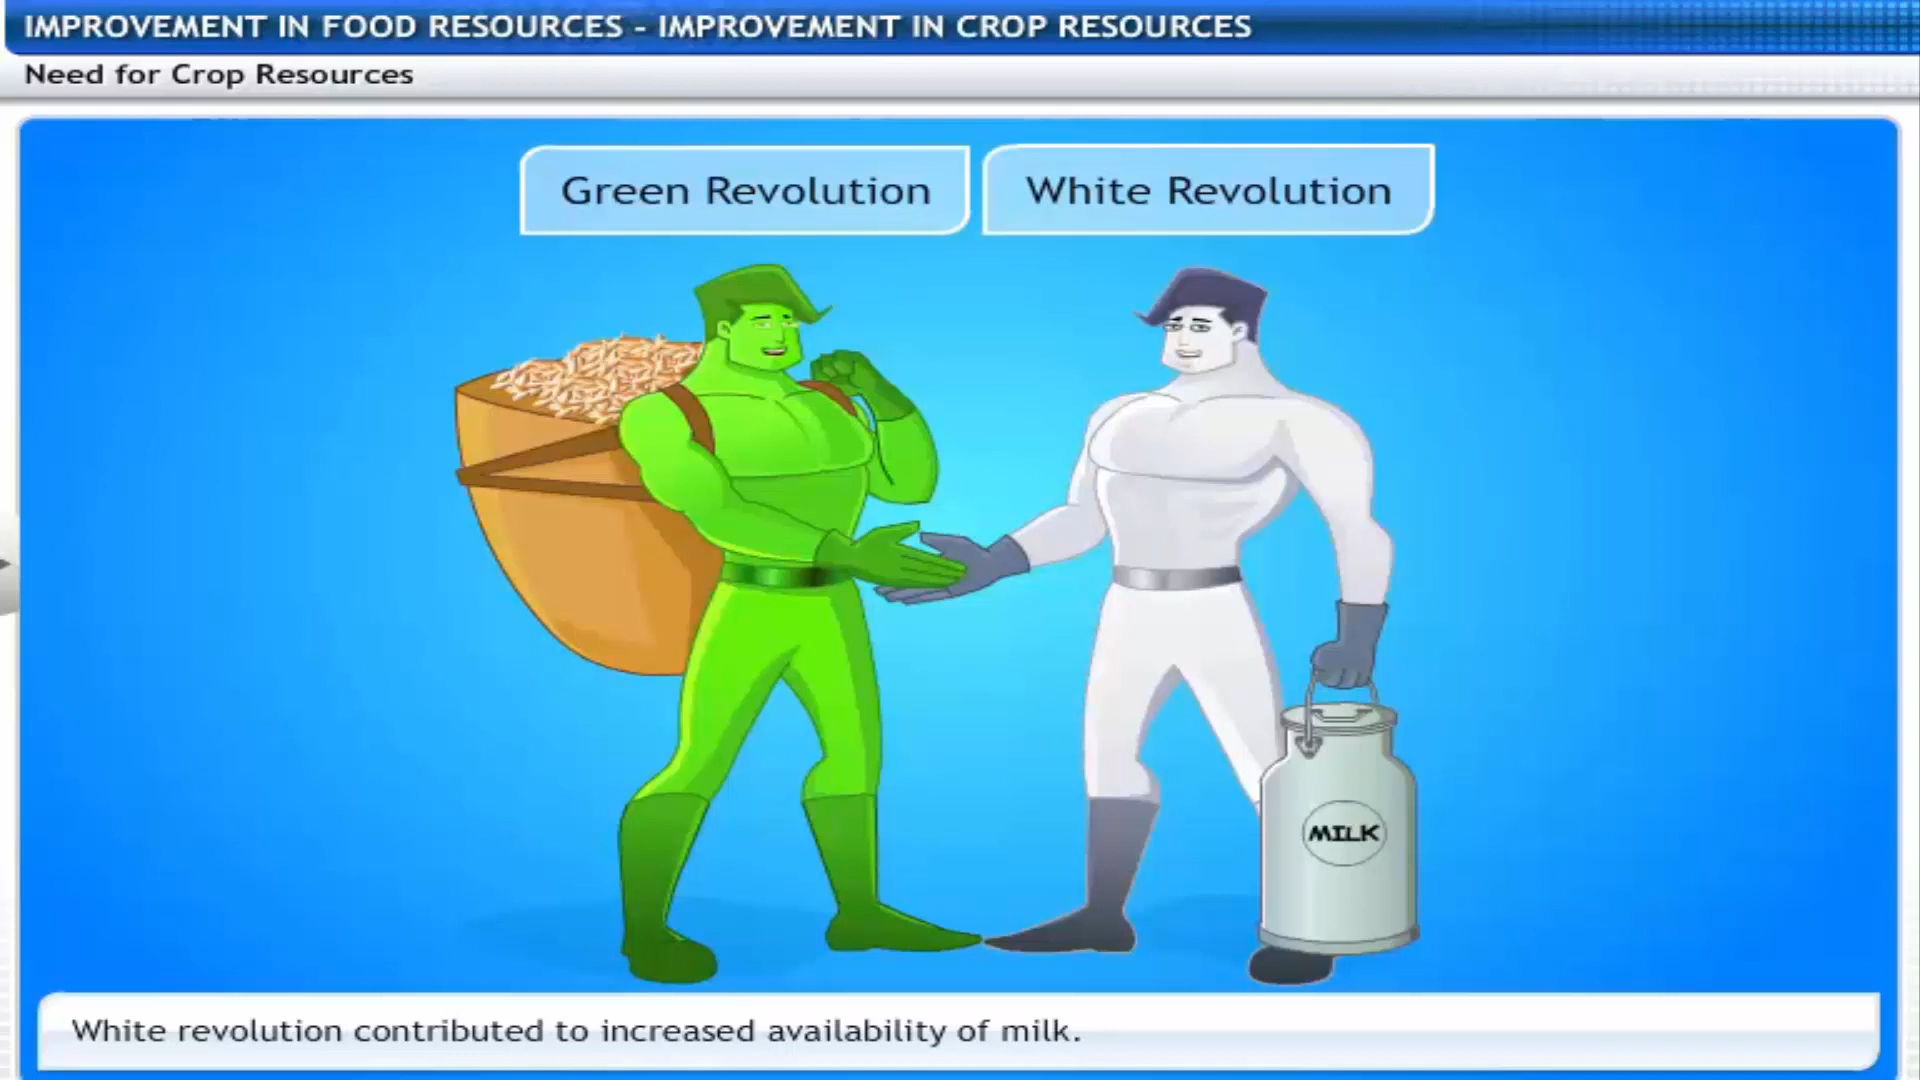 IMPROVEMENT IN FOOD RESOURCES - IMPROVEMENT IN CROP RESOURCES
Need for Crop Resources
Green Revolution
White Revolution
MILK
White revolution contributed to increased availability of milk.